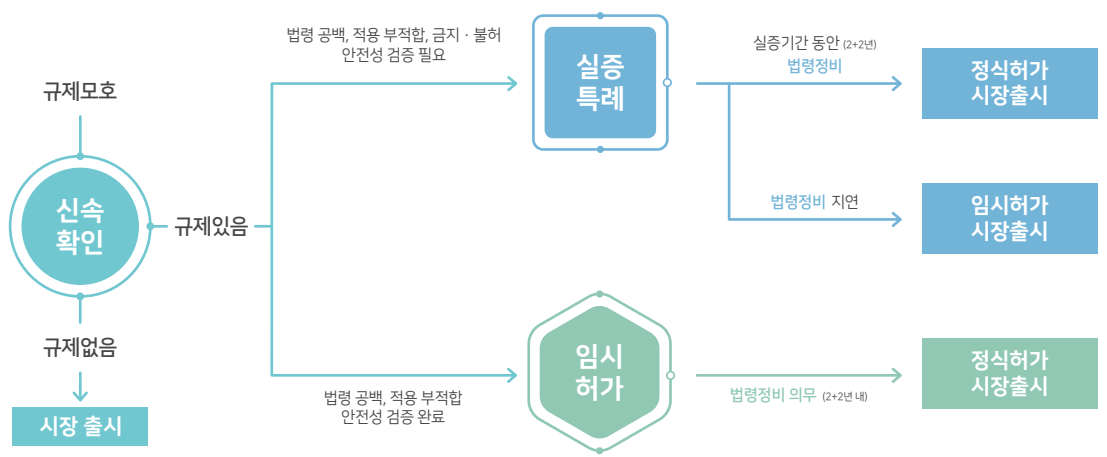 규제모호
신속
확인
규제없음
시장 출시
규제있음
법령 공백, 적용 부적합, 금지 · 불허
안전성 검증 필요
실증
특례
실증기간 동안 (2+2년)
법령정비
정식허가
시장출시
법령정비 지연
임시허가
시장출시
법령 공백, 적용 부적합
안전성 검증 완료
임시
허가
법령정비 의무 (2+2년 내)
정식허가
시장출시